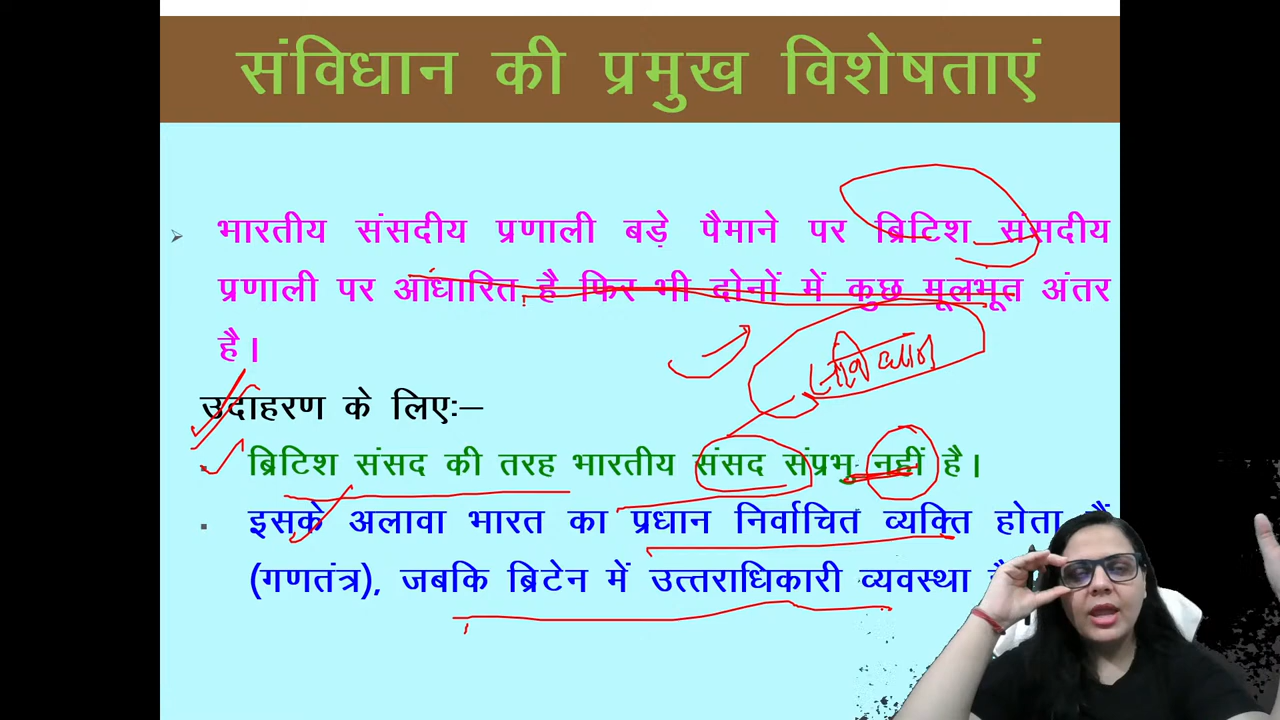 संविधान की प्रमुख विशेषताएं
भारतीय संसदीय प्रणाली बड़े पैमाने पर ब्रिटिश संसदीय
प्रणाली पर आधारित है फिर भी दोनों में कुछ मूलभूत अंतर
है।
संविधान
उदाहरण के लिएः–
ब्रिटिश संसद की तरह भारतीय संसद संप्रभु नहीं है।
इसके अलावा भारत का प्रधान निर्वाचित व्यक्ति होता हैं
(गणतंत्र), जबकि ब्रिटेन में उत्तराधिकारी व्यवस्था है